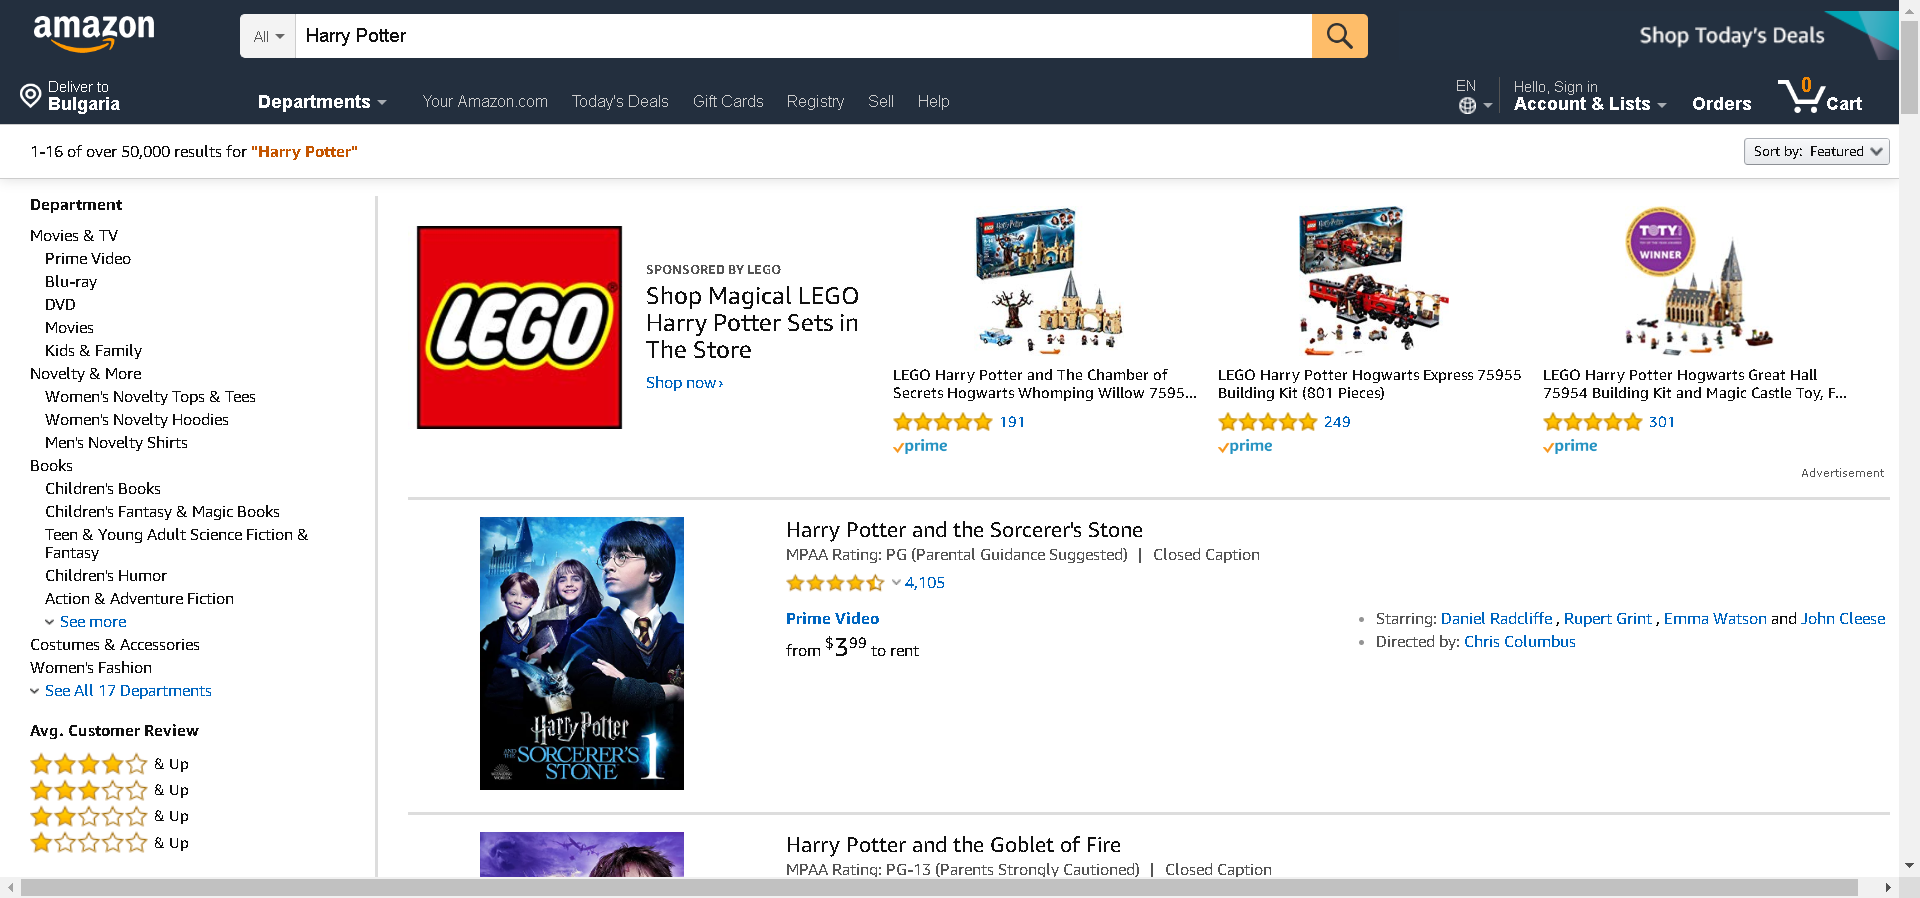 amazon
All
Harry Potter
Shop Today's Deals
Deliver to
Bulgaria
Departments
Your Amazon.com
Today's Deals
Gift Cards
Registry
Sell
Help
EN
Hello, Sign in
Account & Lists
Orders
0
Cart
1-16 of over 50,000 results for "Harry Potter"
Sort by: Featured
Department
Movies & TV
Prime Video
Blu-ray
DVD
Movies
Kids & Family
Novelty & More
Women's Novelty Tops & Tees
Women's Novelty Hoodies
Men's Novelty Shirts
Books
Children's Books
Children's Fantasy & Magic Books
Teen & Young Adult Science Fiction &
Fantasy
Children's Humor
Action & Adventure Fiction
See more
Costumes & Accessories
Women's Fashion
See All 17 Departments
Avg. Customer Review
& Up
& Up
& Up
& Up
LEGO
SPONSORED BY LEGO
Shop Magical LEGO
Harry Potter Sets in
The Store
Shop now›
LEGO Harry Potter and The Chamber of
Secrets Hogwarts Whomping Willow 7595...
191
prime
LEGO Harry Potter Hogwarts Express 75955
Building Kit (801 Pieces)
249
prime
TOTY!
WINNER
LEGO Harry Potter Hogwarts Great Hall
75954 Building Kit and Magic Castle Toy, F...
301
prime
Advertisement
Harry Potter
AND THE
SORCERER'S
STONE
1
Harry Potter and the Sorcerer's Stone
MPAA Rating: PG (Parental Guidance Suggested) | Closed Caption
4,105
Prime Video
from $3.99 to rent
Starring: Daniel Radcliffe , Rupert Grint , Emma Watson and John Cleese
Directed by: Chris Columbus
Harry Potter and the Goblet of Fire
MPAA Rating: PG-13 (Parents Strongly Cautioned) | Closed Caption